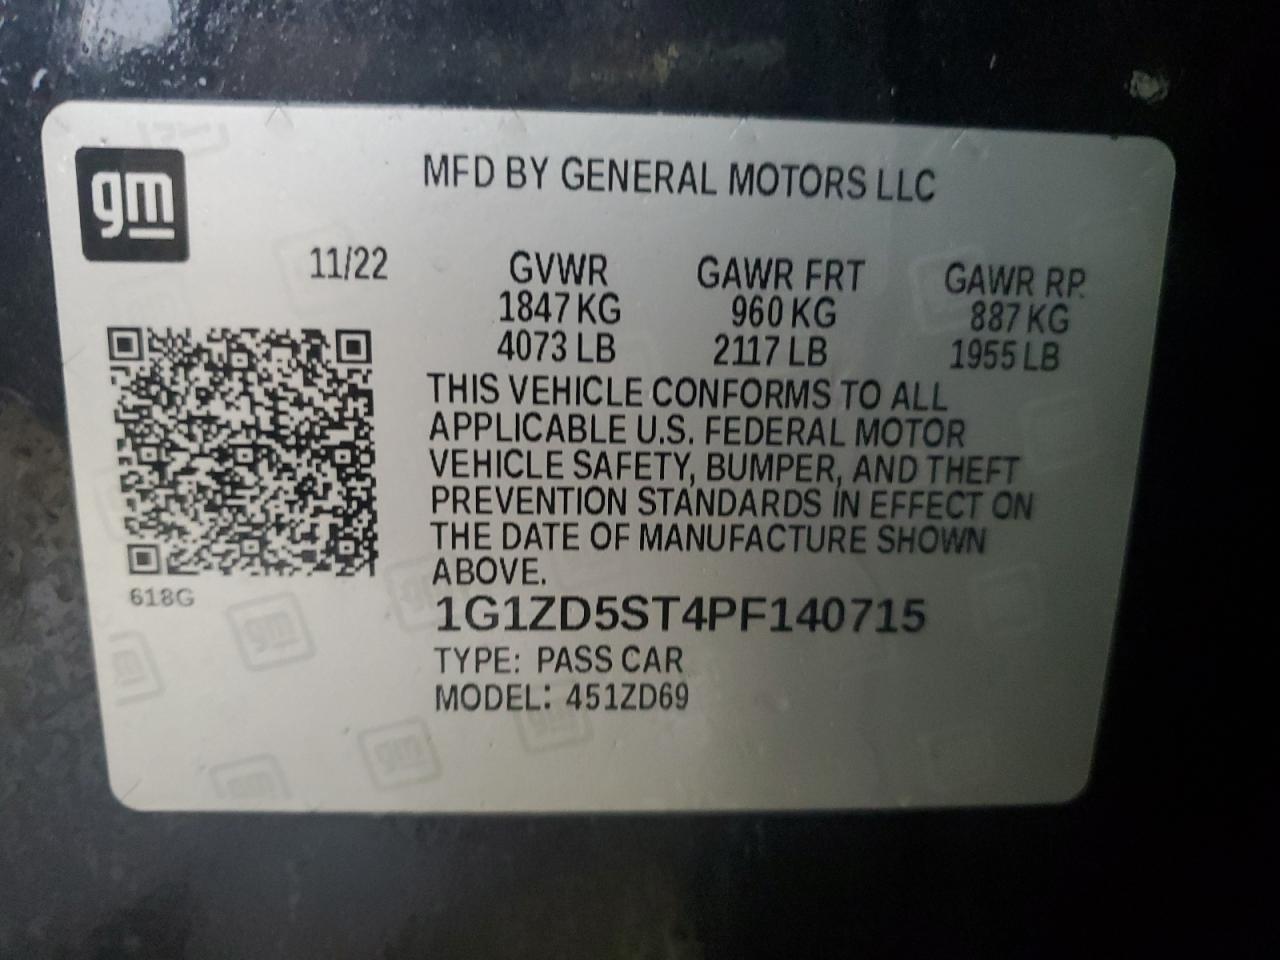 gm
MFD BY GENERAL MOTORS LLC
11/22
GVWR GAWR FRT GAWR RR
1847 KG 960 KG 887 KG
4073 LB 2117 LB 1955 LB
THIS VEHICLE CONFORMS TO ALL
APPLICABLE U.S. FEDERAL MOTOR
VEHICLE SAFETY, BUMPER, AND THEFT
PREVENTION STANDARDS IN EFFECT ON
THE DATE OF MANUFACTURE SHOWN
ABOVE.
618G
1G1ZD5ST4PF140715
TYPE: PASS CAR
MODEL: 451ZD69